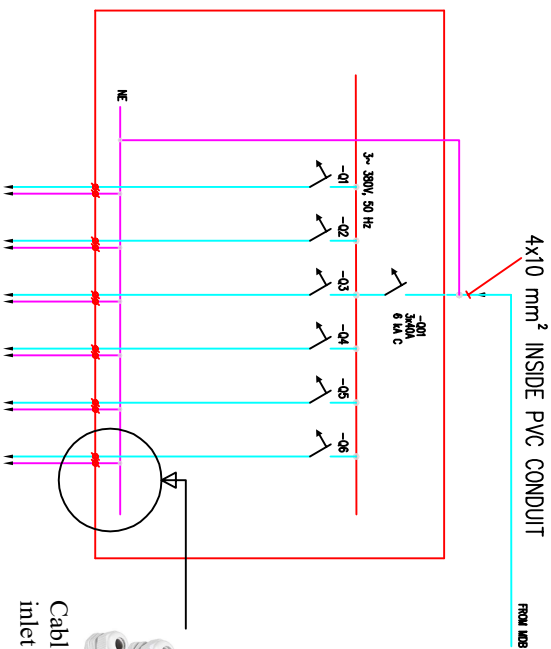 4x10 mm² INSIDE PVC CONDUIT
FROM MDB
-Q01
3x40A
6 kA C
3~ 380V, 50 Hz
-Q1
-Q2
-Q3
-Q4
-Q5
-Q6
NE
Cabl
inlet